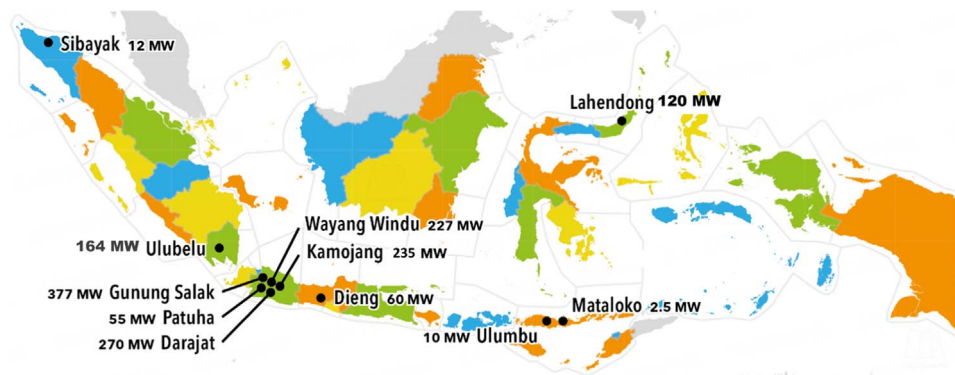 Sibayak 12 MW
Lahendong 120 MW
Wayang Windu 227 MW
164 MW Ulubelu
Kamojang 235 MW
377 MW Gunung Salak
Dieng 60 MW
Mataloko 2.5 MW
55 MW Patuha
10 MW Ulumbu
270 MW Darajat